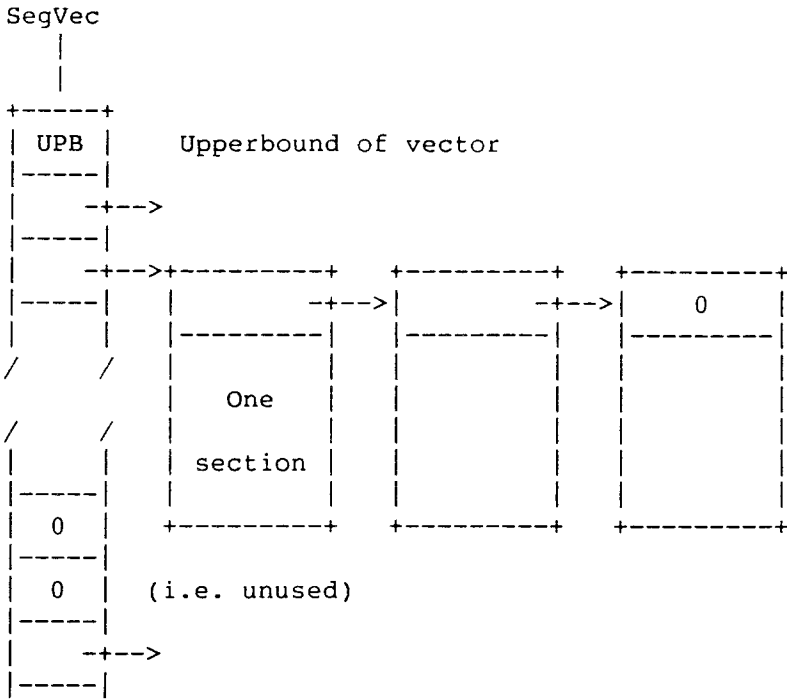 SegVec
UPB Upperbound of vector
0
One
section
0
0 (i.e. unused)